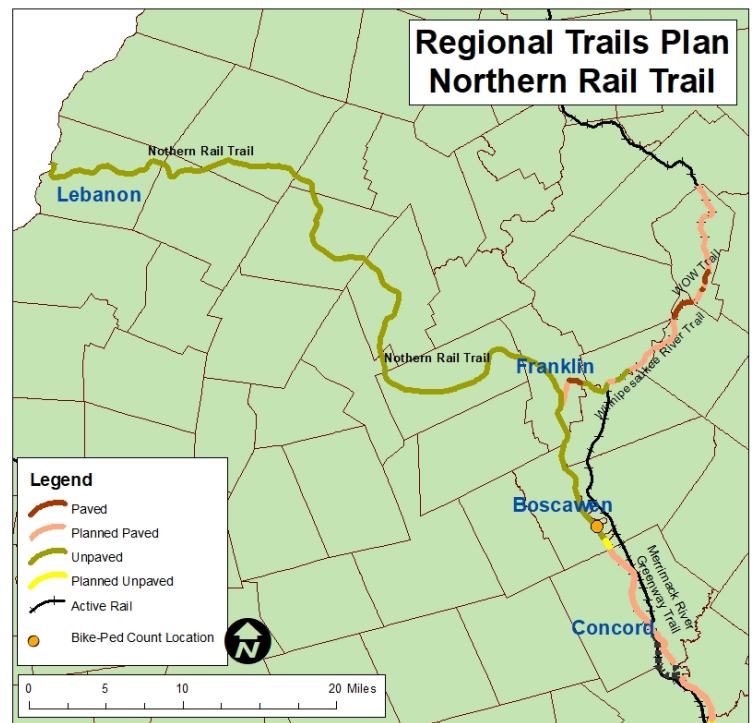 Regional Trails Plan
Northern Rail Trail
Nothern Rail Trail
Lebanon
WOW Trail
Winnipesaukee River Trail
Nothern Rail Trail
Franklin
Boscawen
Merrimack River
Greenway Trail
Concord
Legend
Paved
Planned Paved
Unpaved
Planned Unpaved
Active Rail
Bike-Ped Count Location
N
0 5 10 20 Miles